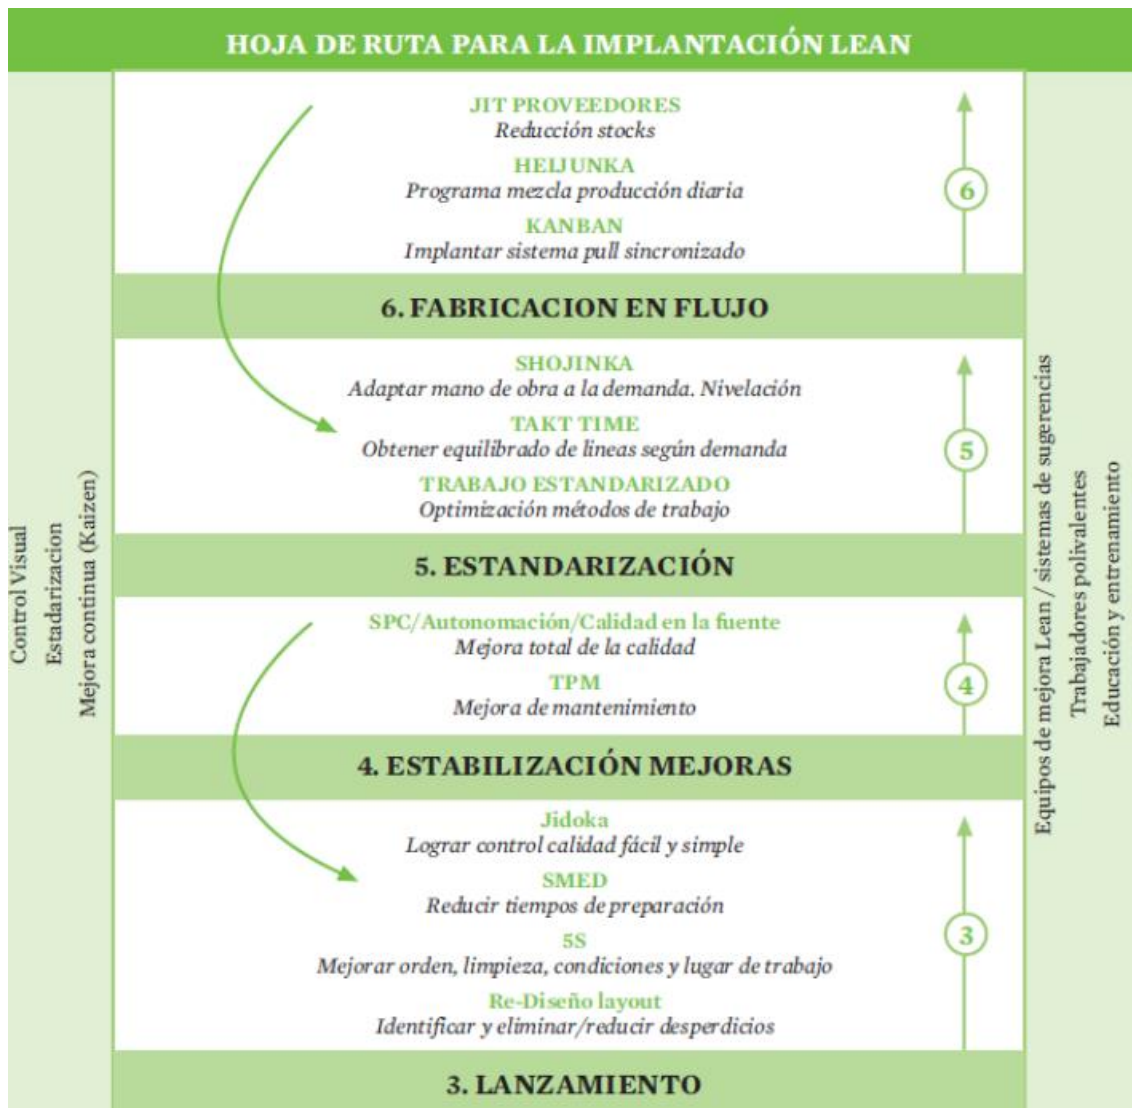 HOJA DE RUTA PARA LA IMPLANTACIÓN LEAN
JIT PROVEEDORES
Reducción stocks
HEIJUNKA
Programa mezcla producción diaria
KANBAN
Implantar sistema pull sincronizado
6
6. FABRICACION EN FLUJO
SHOJINKA
Adaptar mano de obra a la demanda. Nivelación
TAKT TIME
Obtener equilibrado de lineas según demanda
TRABAJO ESTANDARIZADO
Optimización métodos de trabajo
5
5. ESTANDARIZACIÓN
SPC/Autonomación/Calidad en la fuente
Mejora total de la calidad
TPM
Mejora de mantenimiento
4
4. ESTABILIZACIÓN MEJORAS
Jidoka
Lograr control calidad fácil y simple
SMED
Reducir tiempos de preparación
5S
Mejorar orden, limpieza, condiciones y lugar de trabajo
Re-Diseño layout
Identificar y eliminar/reducir desperdicios
3
3. LANZAMIENTO
Control Visual
Estadarizacion
Mejora continua (Kaizen)
Equipos de mejora Lean / sistemas de sugerencias
Trabajadores polivalentes
Educación y entrenamiento